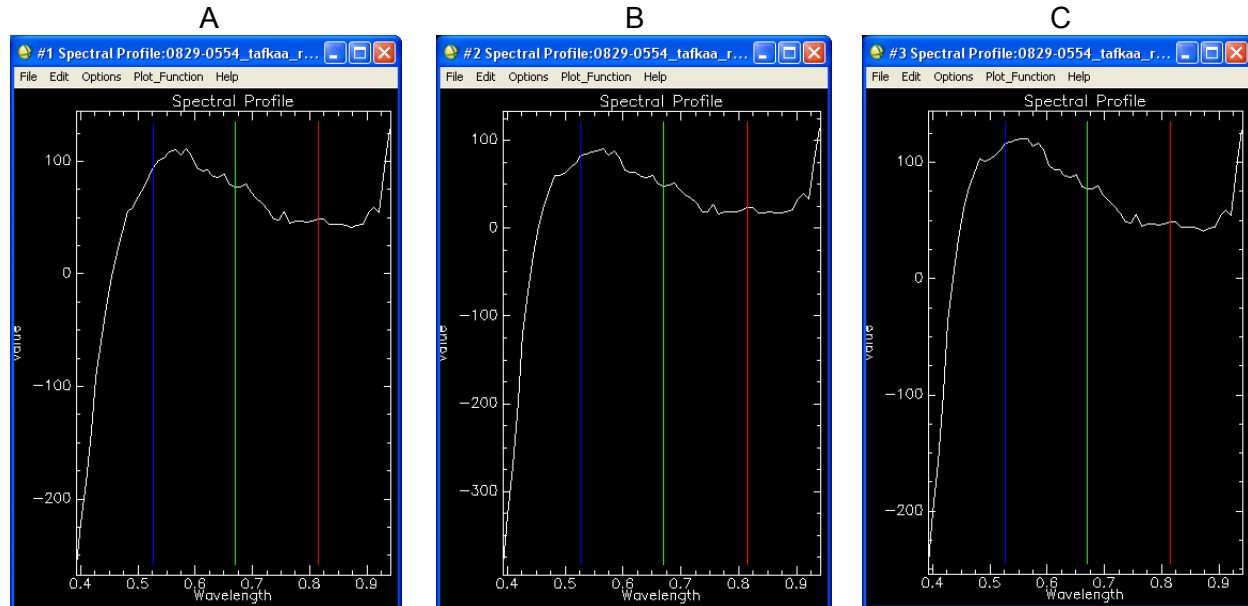 A
#1 Spectral Profile:0829-0554_tafkaa_r...
File Edit Options Plot_Function Help
Spectral Profile
100
0
−100
−200
Value
0.4 0.5 0.6 0.7 0.8 0.9
Wavelength
B
#2 Spectral Profile:0829-0554_tafkaa_r...
File Edit Options Plot_Function Help
Spectral Profile
100
0
−100
−200
−300
Value
0.4 0.5 0.6 0.7 0.8 0.9
Wavelength
C
#3 Spectral Profile:0829-0554_tafkaa_r...
File Edit Options Plot_Function Help
Spectral Profile
100
0
−100
−200
Value
0.4 0.5 0.6 0.7 0.8 0.9
Wavelength